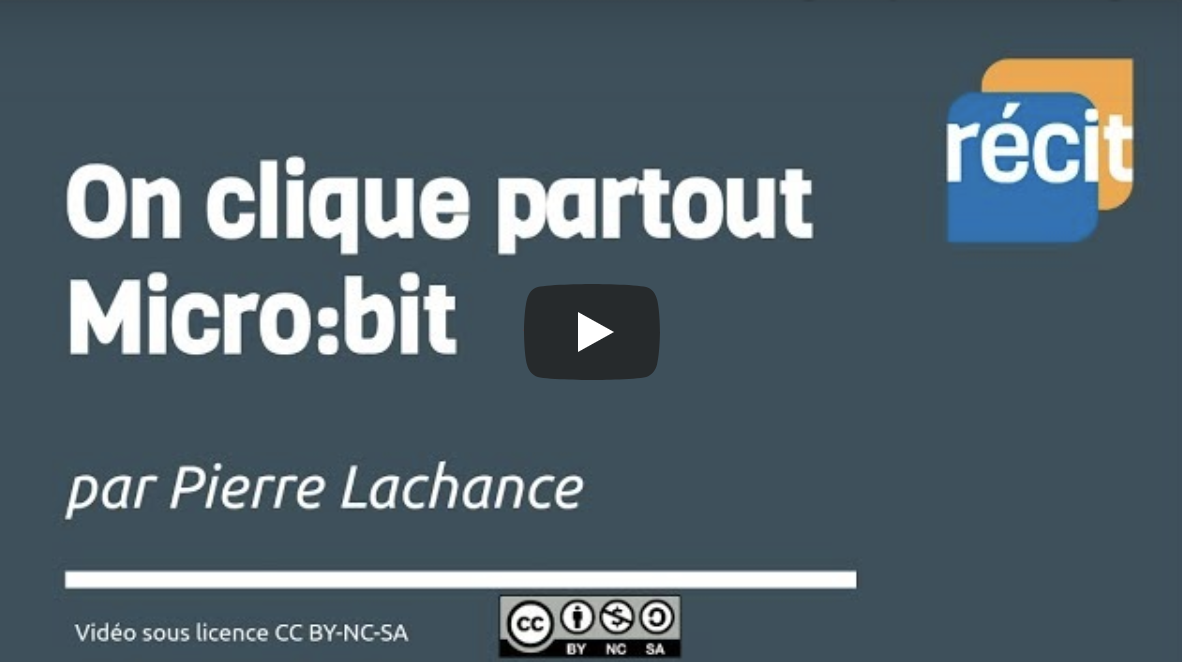 récit
On clique partout
Micro:bit
par Pierre Lachance
Vidéo sous licence CC BY-NC-SA
cc
BY NC SA